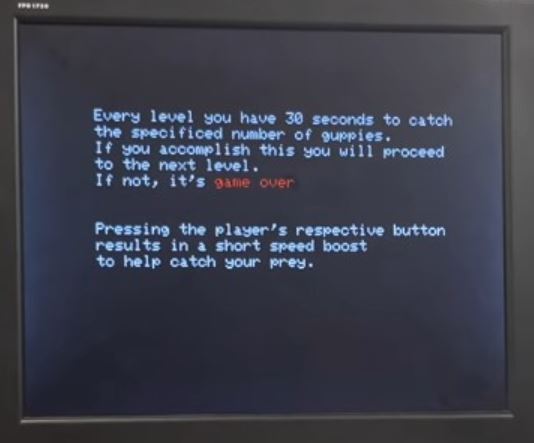 Every level you have 30 seconds to catch
the specificed number of guppies.
If you accomplish this you will proceed
to the next level.
If not, it's game over
Pressing the player's respective button
results in a short speed boost
to help catch your prey.